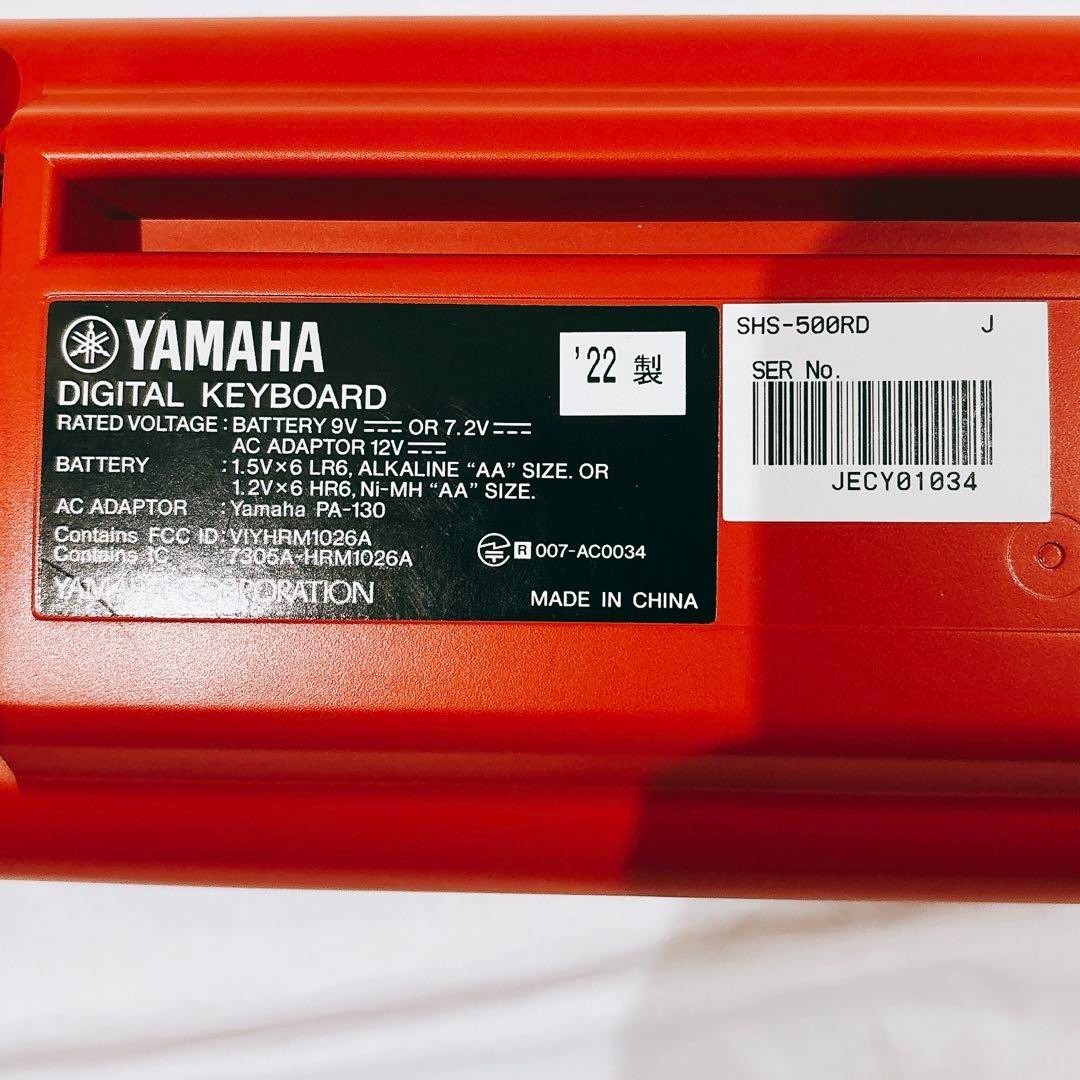 YAMAHA
DIGITAL KEYBOARD
'22 製
RATED VOLTAGE : BATTERY 9V ⎓ OR 7.2V ⎓
AC ADAPTOR 12V ⎓
BATTERY : 1.5V×6 LR6, ALKALINE “AA” SIZE. OR
1.2V×6 HR6, Ni-MH “AA” SIZE.
AC ADAPTOR : Yamaha PA-130
Contains FCC ID: VIYHRM1026A
Contains IC : 7305A-HRM1026A
R 007-AC0034
YAMAHA CORPORATION
MADE IN CHINA
SHS-500RD J
SER No.
JECY01034